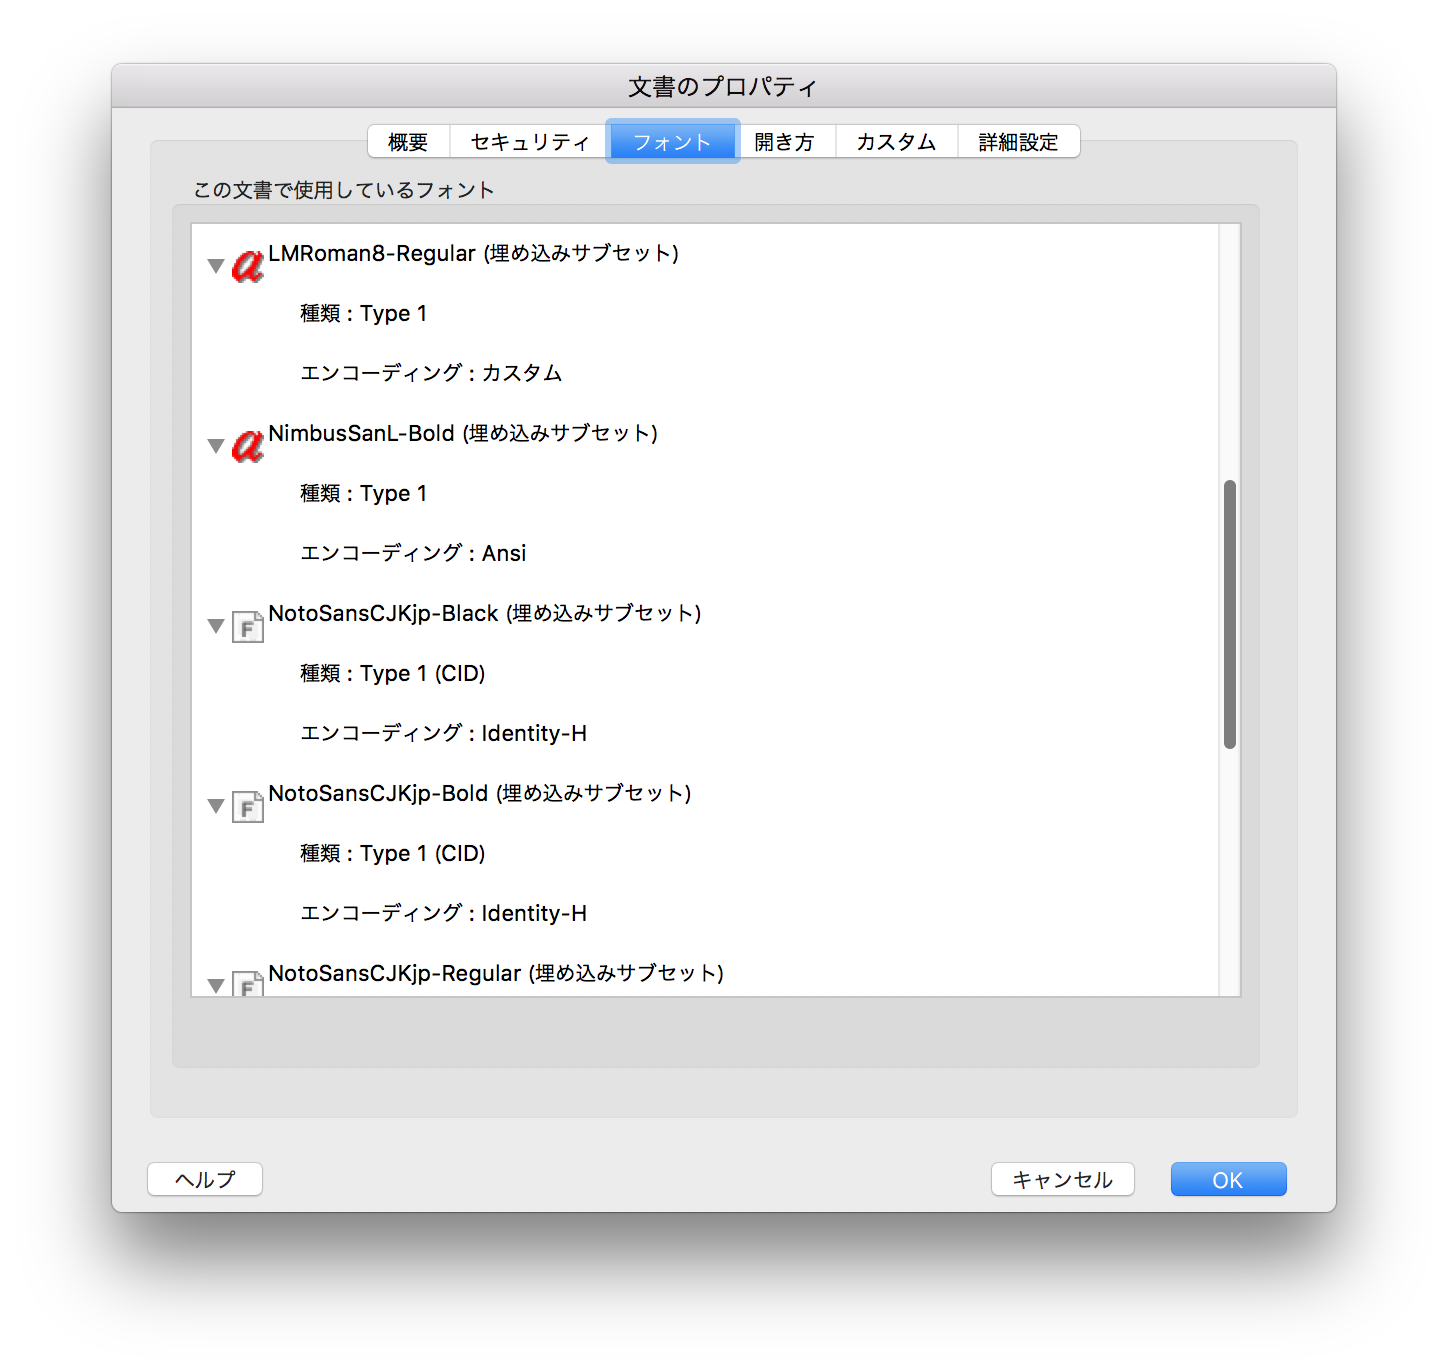 文書のプロパティ
概要 セキュリティ フォント 開き方 カスタム 詳細設定
この文書で使用しているフォント
LMRoman8-Regular (埋め込みサブセット)
種類 : Type 1
エンコーディング : カスタム
NimbusSanL-Bold (埋め込みサブセット)
種類 : Type 1
エンコーディング : Ansi
NotoSansCJKjp-Black (埋め込みサブセット)
種類 : Type 1 (CID)
エンコーディング : Identity-H
NotoSansCJKjp-Bold (埋め込みサブセット)
種類 : Type 1 (CID)
エンコーディング : Identity-H
NotoSansCJKjp-Regular (埋め込みサブセット)
ヘルプ キャンセル OK